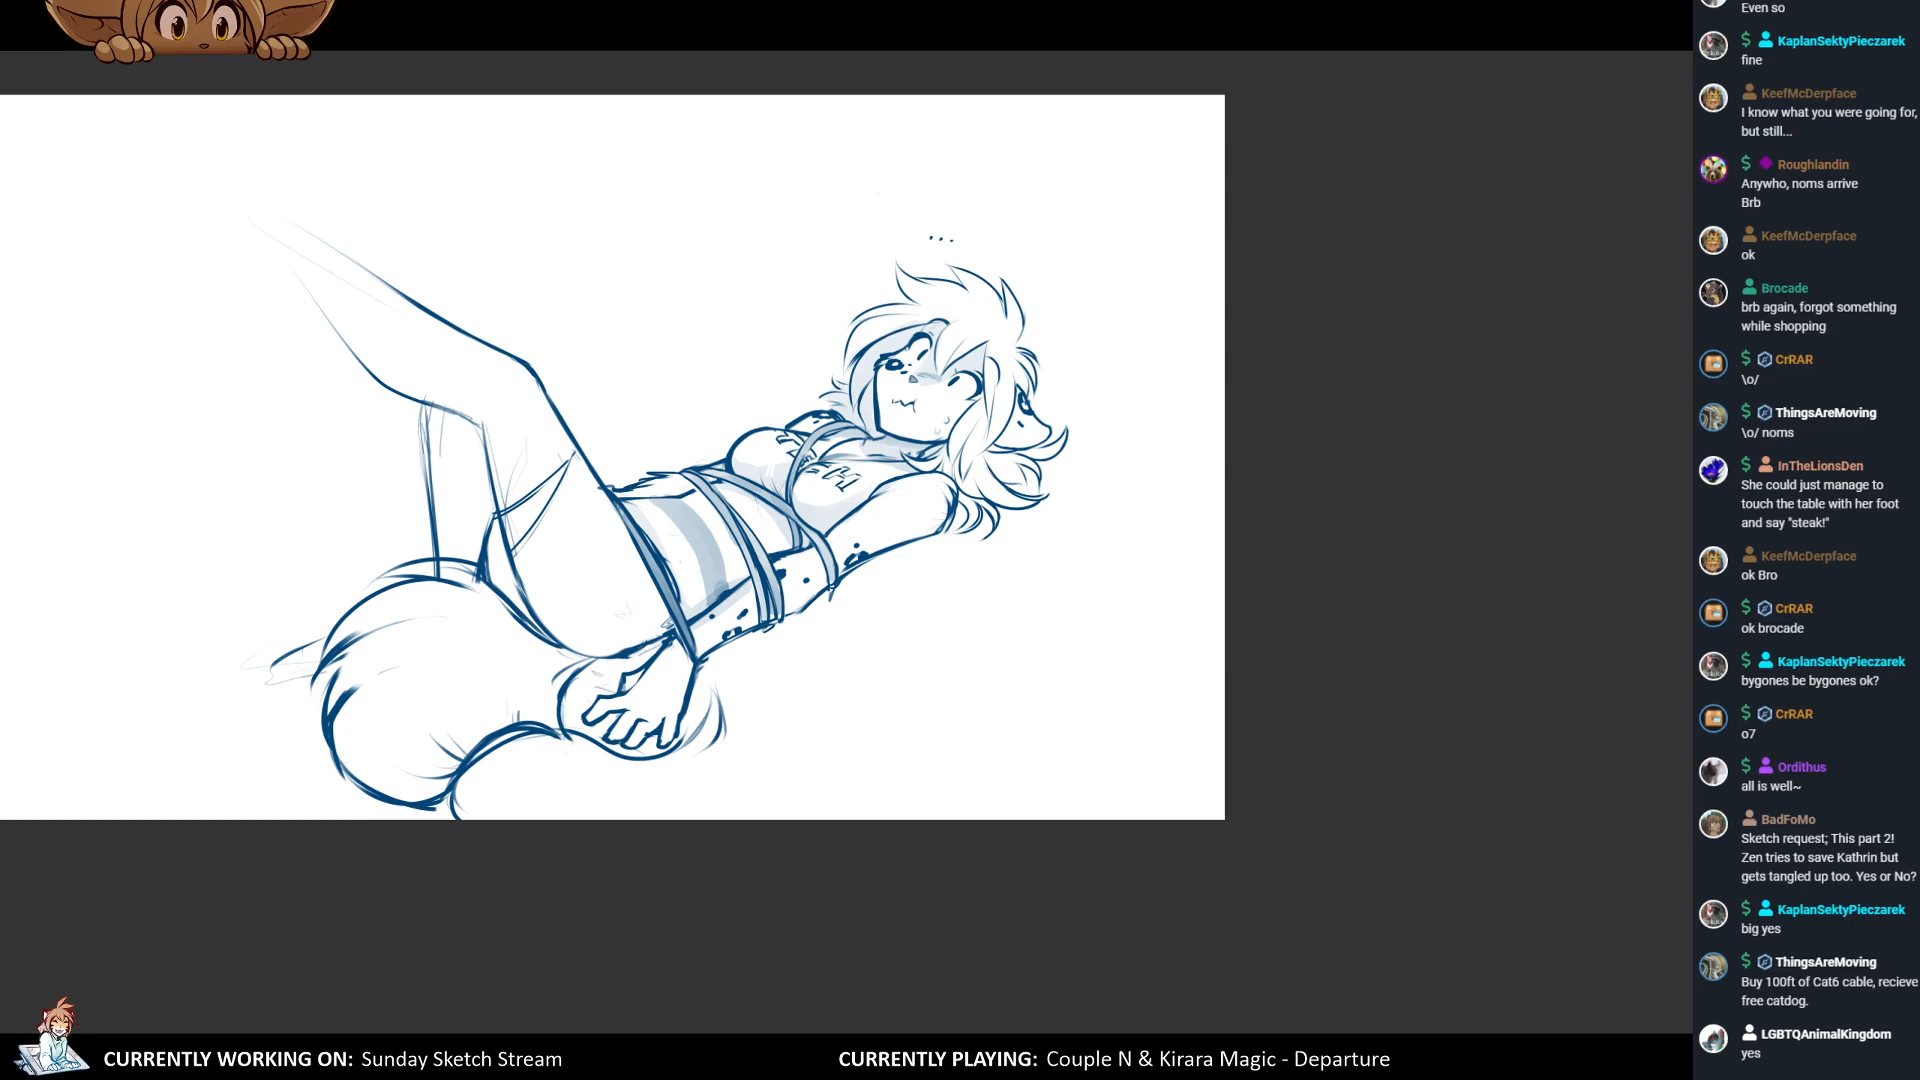 Even so
$ KaplanSektyPieczarek
fine
KeefMcDerpface
I know what you were going for,
but still...
$ Roughlandin
Anywho, noms arrive
Brb
KeefMcDerpface
ok
Brocade
brb again, forgot something
while shopping
$ CrRAR
\o/
$ ThingsAreMoving
\o/ noms
$ InTheLionsDen
She could just manage to
touch the table with her foot
and say "steak!"
KeefMcDerpface
ok Bro
$ CrRAR
ok brocade
$ KaplanSektyPieczarek
bygones be bygones ok?
$ CrRAR
o7
$ Ordithus
all is well~
BadFoMo
Sketch request; This part 2!
Zen tries to save Kathrin but
gets tangled up too. Yes or No?
$ KaplanSektyPieczarek
big yes
$ ThingsAreMoving
Buy 100ft of Cat6 cable, recieve
free catdog.
LGBTQAnimalKingdom
yes
...
CURRENTLY WORKING ON: Sunday Sketch Stream
CURRENTLY PLAYING: Couple N & Kirara Magic - Departure